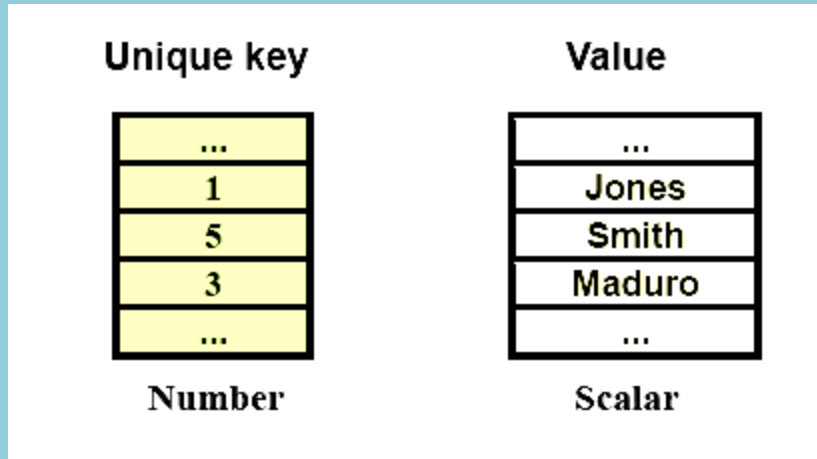 Unique key Value
... ...
1 Jones
5 Smith
3 Maduro
... ...
Number Scalar